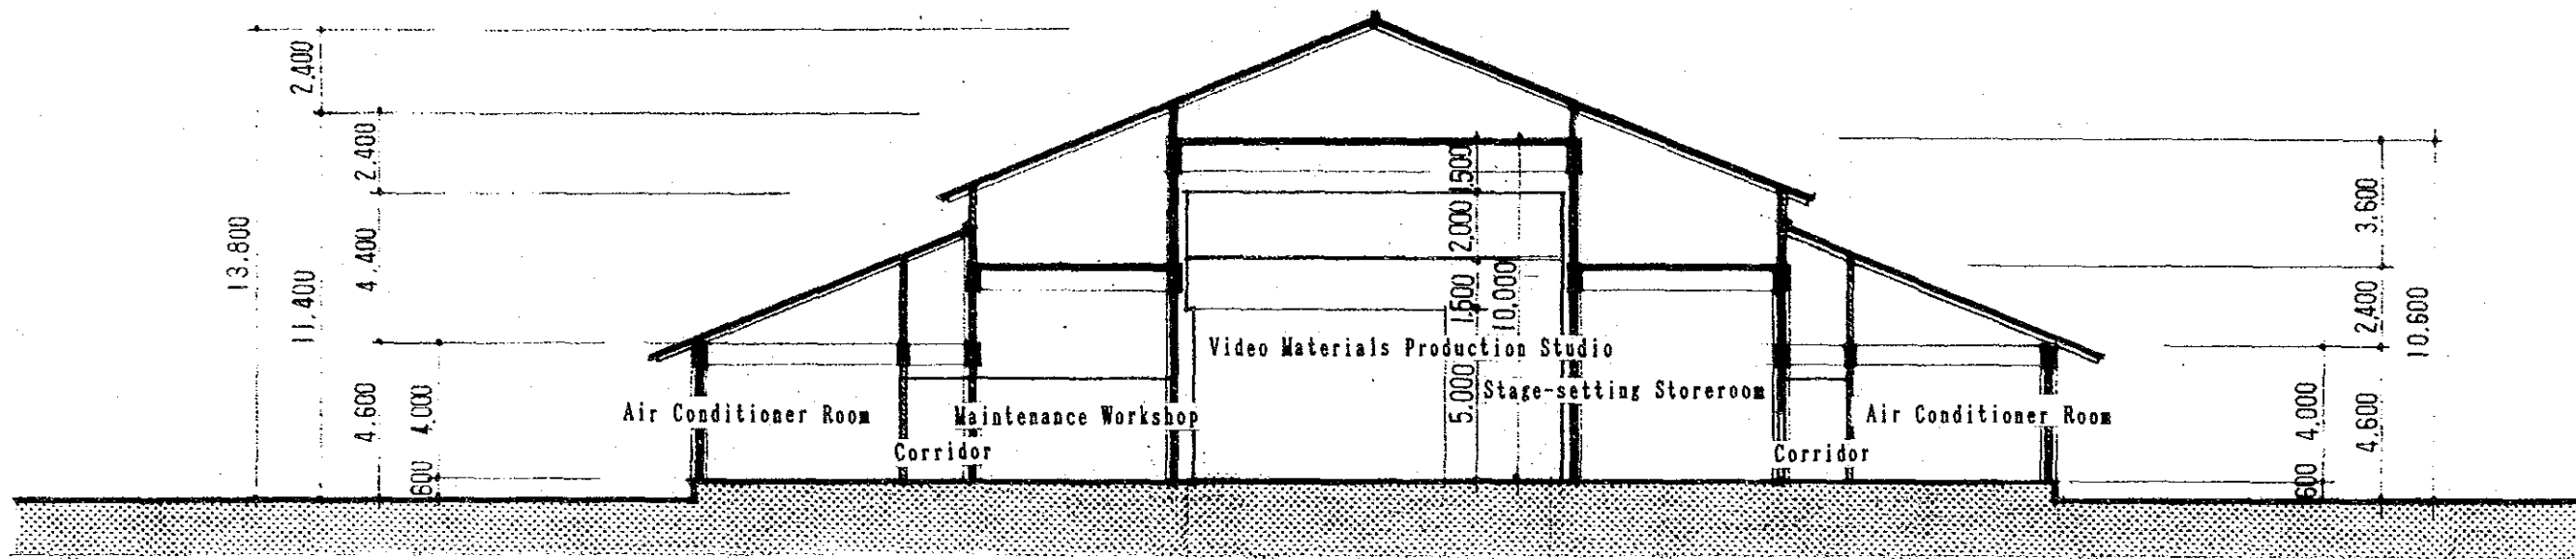 2.400
2.400
13.800
11.400
4.400
4.600
4.000
600
1.500
2,000
1.600
10.000
5.000
3.600
2.400
10.600
4.000
4.600
600
Video Materials Production Studio
Stage-setting Storeroom
Air Conditioner Room
Maintenance Workshop
Air Conditioner Room
Corridor
Corridor